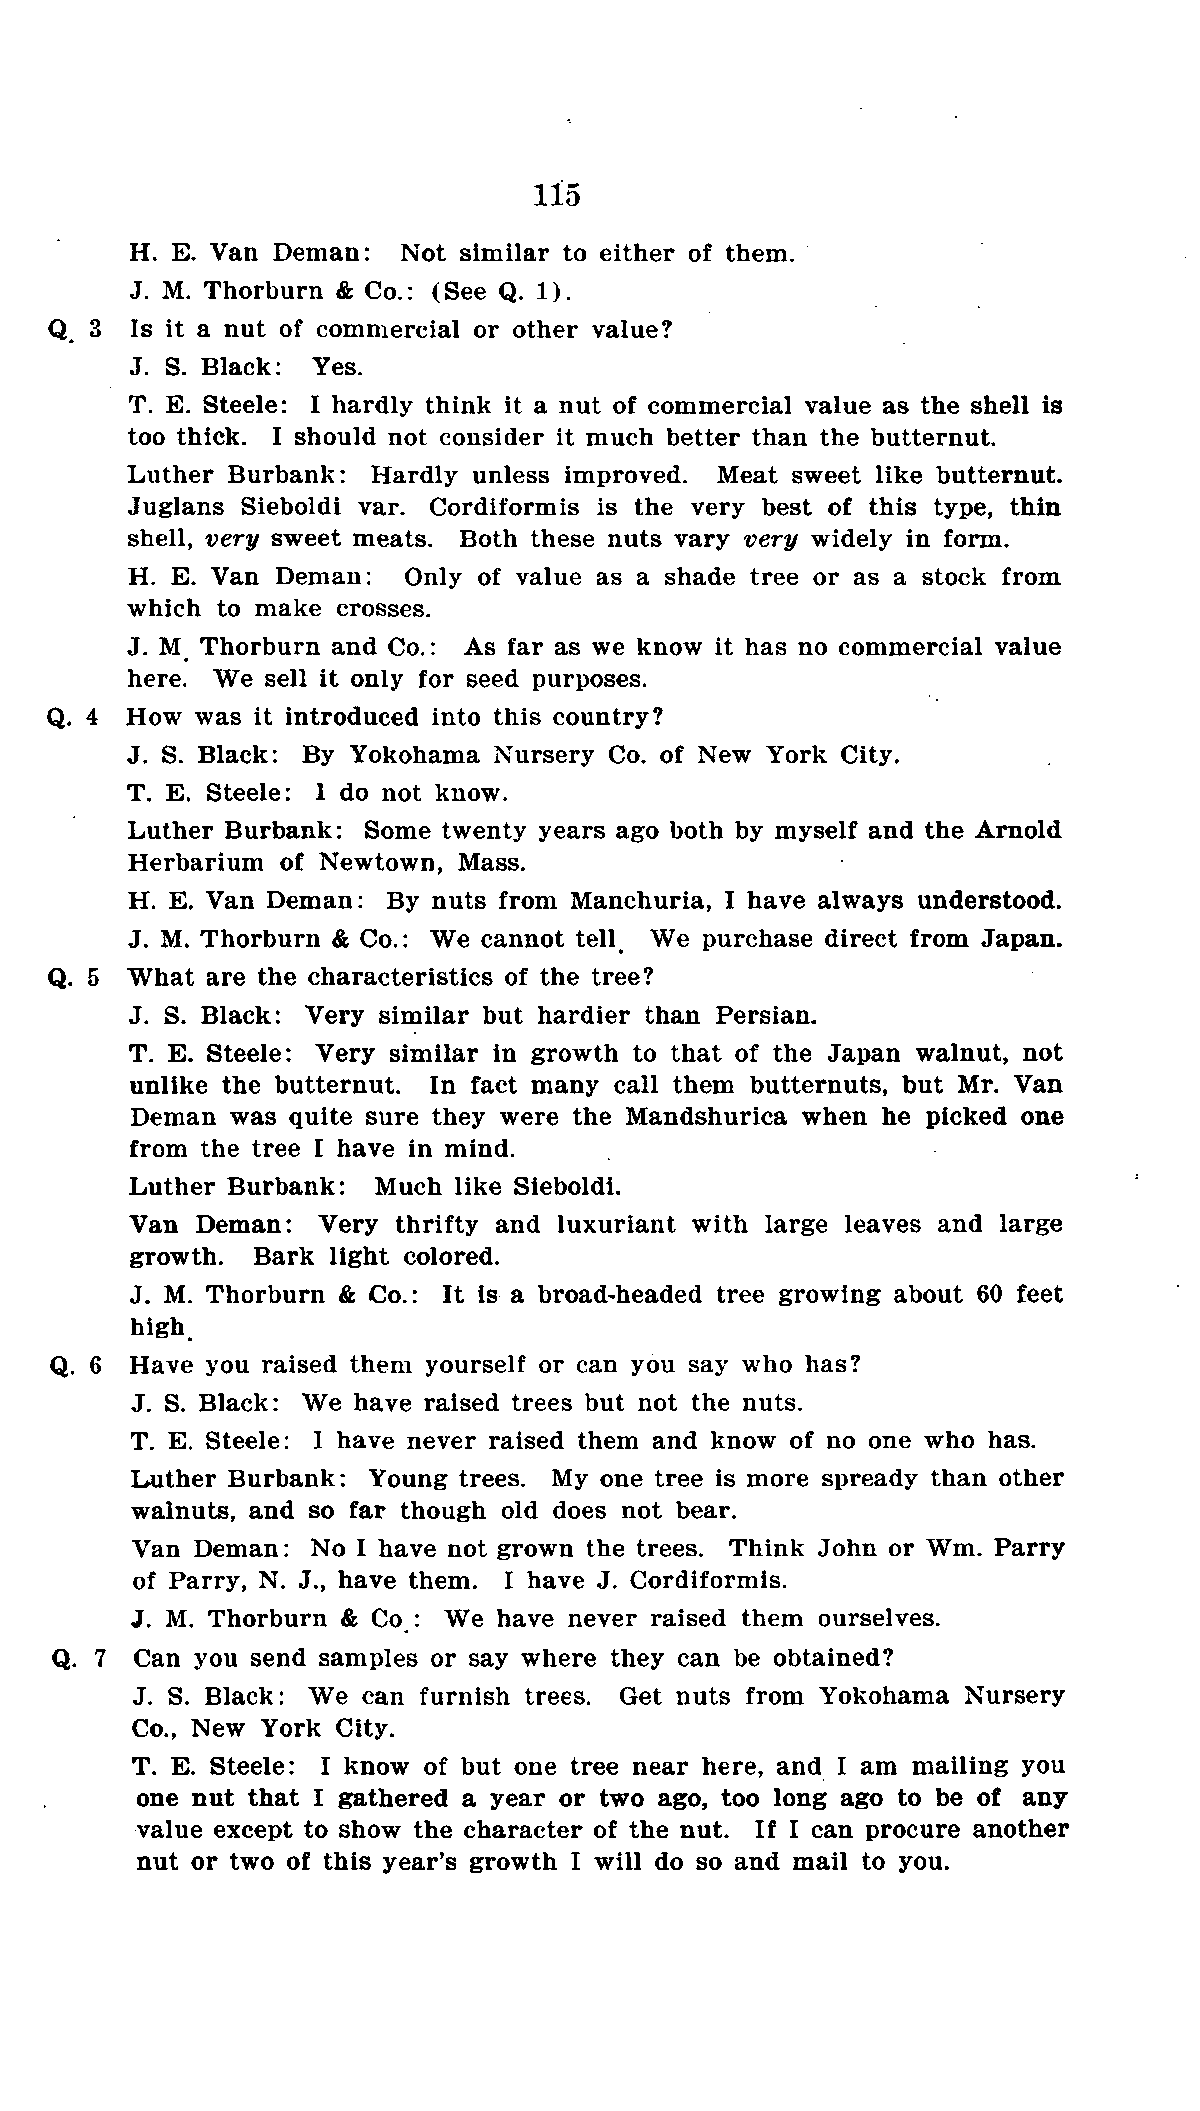 115
H. E. Van Deman: Not similar to either of them.
J. M. Thorburn & Co.: (See Q. 1).
Q. 3 Is it a nut of commercial or other value?
J. S. Black: Yes.
T. E. Steele: I hardly think it a nut of commercial value as the shell is
too thick. I should not consider it much better than the butternut.
Luther Burbank: Hardly unless improved. Meat sweet like butternut.
Juglans Sieboldi var. Cordiformis is the very best of this type, thin
shell, very sweet meats. Both these nuts vary very widely in form.
H. E. Van Deman: Only of value as a shade tree or as a stock from
which to make crosses.
J. M. Thorburn and Co.: As far as we know it has no commercial value
here. We sell it only for seed purposes.
Q. 4 How was it introduced into this country?
J. S. Black: By Yokohama Nursery Co. of New York City.
T. E. Steele: I do not know.
Luther Burbank: Some twenty years ago both by myself and the Arnold
Herbarium of Newtown, Mass.
H. E. Van Deman: By nuts from Manchuria, I have always understood.
J. M. Thorburn & Co.: We cannot tell. We purchase direct from Japan.
Q. 5 What are the characteristics of the tree?
J. S. Black: Very similar but hardier than Persian.
T. E. Steele: Very similar in growth to that of the Japan walnut, not
unlike the butternut. In fact many call them butternuts, but Mr. Van
Deman was quite sure they were the Mandshurica when he picked one
from the tree I have in mind.
Luther Burbank: Much like Sieboldi.
Van Deman: Very thrifty and luxuriant with large leaves and large
growth. Bark light colored.
J. M. Thorburn & Co.: It is a broad-headed tree growing about 60 feet
high.
Q. 6 Have you raised them yourself or can you say who has?
J. S. Black: We have raised trees but not the nuts.
T. E. Steele: I have never raised them and know of no one who has.
Luther Burbank: Young trees. My one tree is more spready than other
walnuts, and so far though old does not bear.
Van Deman: No I have not grown the trees. Think John or Wm. Parry
of Parry, N. J., have them. I have J. Cordiformis.
J. M. Thorburn & Co.: We have never raised them ourselves.
Q. 7 Can you send samples or say where they can be obtained?
J. S. Black: We can furnish trees. Get nuts from Yokohama Nursery
Co., New York City.
T. E. Steele: I know of but one tree near here, and I am mailing you
one nut that I gathered a year or two ago, too long ago to be of any
value except to show the character of the nut. If I can procure another
nut or two of this year's growth I will do so and mail to you.